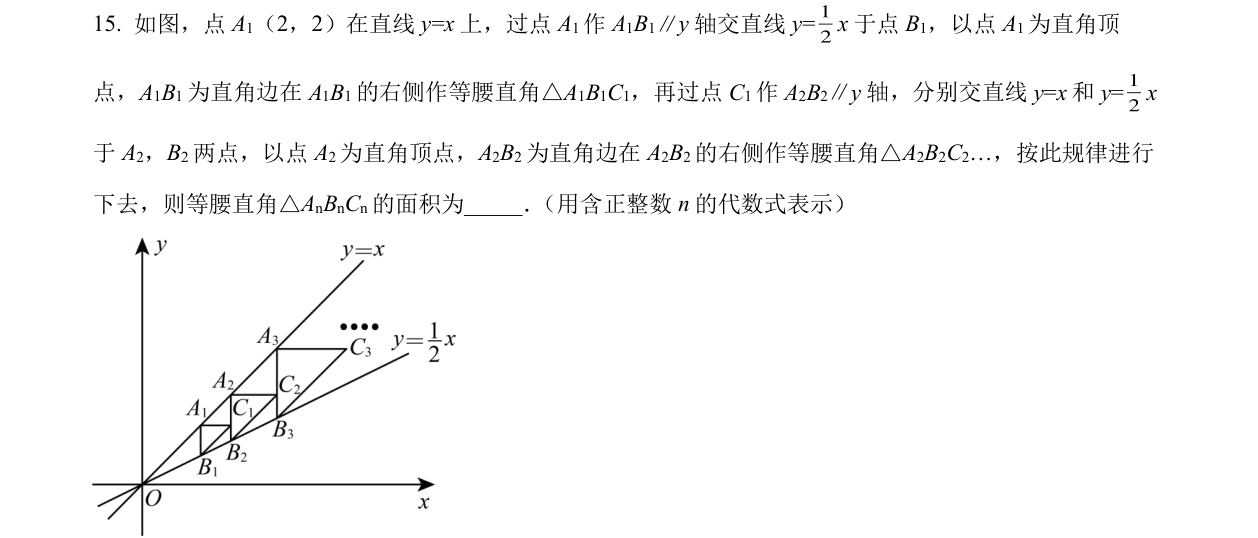 15. 如图，点 A₁（2，2）在直线 y=x 上，过点 A₁ 作 A₁B₁∥y 轴交直线 y=1/2 x 于点 B₁，以点 A₁ 为直角顶
点，A₁B₁ 为直角边在 A₁B₁ 的右侧作等腰直角△A₁B₁C₁，再过点 C₁ 作 A₂B₂∥y 轴，分别交直线 y=x 和 y=1/2 x
于 A₂，B₂ 两点，以点 A₂ 为直角顶点，A₂B₂ 为直角边在 A₂B₂ 的右侧作等腰直角△A₂B₂C₂…，按此规律进行
下去，则等腰直角△AₙBₙCₙ 的面积为_____．（用含正整数 n 的代数式表示）
y
y=x
A₃
C₃
y=1/2 x
A₂
C₂
A₁
C₁
B₃
B₂
B₁
O
x